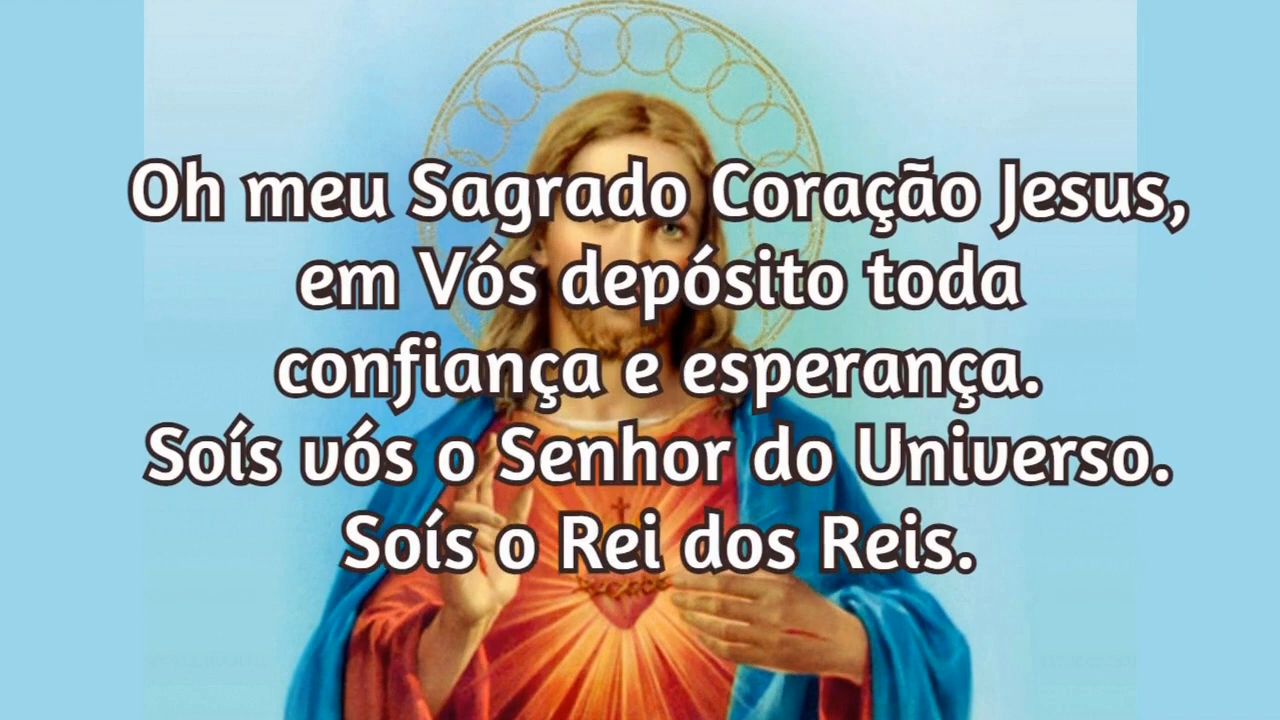 Oh meu Sagrado Coração Jesus,
em Vós depósito toda
confiança e esperança.
Soís vós o Senhor do Universo.
Soís o Rei dos Reis.